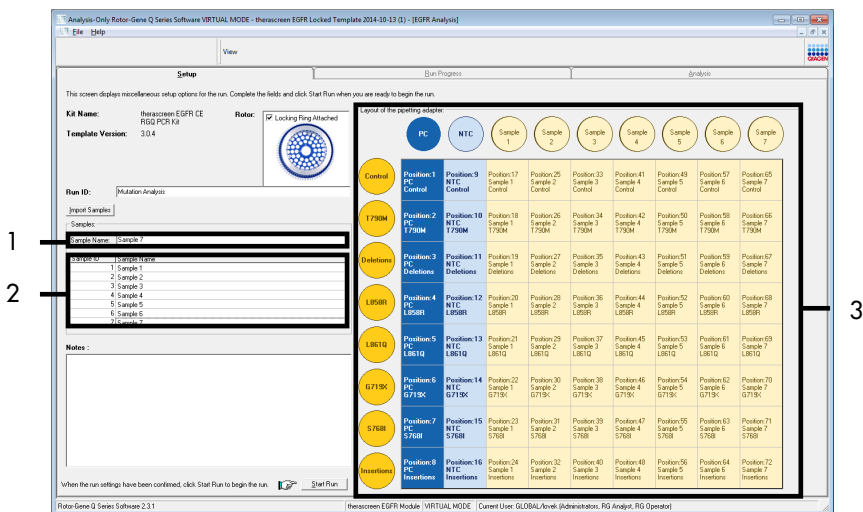 Analysis-Only Rotor-Gene Q Series Software VIRTUAL MODE - therascreen EGFR Locked Template 2014-10-13 (1) - [EGFR Analysis]
File Help
View
QIAGEN
Setup Run Progress Analysis
This screen displays miscellaneous setup options for the run. Complete the fields and click Start Run when you are ready to begin the run.
Kit Name: therascreen EGFR CE
RGQ PCR Kit
Template Version: 3.0.4
Rotor: Locking Ring Attached
Run ID: Mutation Analysis
Import Samples
Samples:
1
Sample Name: Sample 7
2
Sample ID Sample Name
1 Sample 1
2 Sample 2
3 Sample 3
4 Sample 4
5 Sample 5
6 Sample 6
7 Sample 7
Notes :
When the run settings have been confirmed, click Start Run to begin the run. Start Run
Layout of the pipetting adapter:
PC NTC Sample 1 Sample 2 Sample 3 Sample 4 Sample 5 Sample 6 Sample 7
Control Position:1 Position:9 Position:17 Position:25 Position:33 Position:41 Position:49 Position:57 Position:65
PC NTC Sample 1 Sample 2 Sample 3 Sample 4 Sample 5 Sample 6 Sample 7
Control Control Control Control Control Control Control Control Control
T790M Position:2 Position:10 Position:18 Position:26 Position:34 Position:42 Position:50 Position:58 Position:66
PC NTC Sample 1 Sample 2 Sample 3 Sample 4 Sample 5 Sample 6 Sample 7
T790M T790M T790M T790M T790M T790M T790M T790M T790M
Deletions Position:3 Position:11 Position:19 Position:27 Position:35 Position:43 Position:51 Position:59 Position:67
PC NTC Sample 1 Sample 2 Sample 3 Sample 4 Sample 5 Sample 6 Sample 7
Deletions Deletions Deletions Deletions Deletions Deletions Deletions Deletions Deletions
L858R Position:4 Position:12 Position:20 Position:28 Position:36 Position:44 Position:52 Position:60 Position:68
PC NTC Sample 1 Sample 2 Sample 3 Sample 4 Sample 5 Sample 6 Sample 7
L858R L858R L858R L858R L858R L858R L858R L858R L858R
L861Q Position:5 Position:13 Position:21 Position:29 Position:37 Position:45 Position:53 Position:61 Position:69
PC NTC Sample 1 Sample 2 Sample 3 Sample 4 Sample 5 Sample 6 Sample 7
L861Q L861Q L861Q L861Q L861Q L861Q L861Q L861Q L861Q
G719X Position:6 Position:14 Position:22 Position:30 Position:38 Position:46 Position:54 Position:62 Position:70
PC NTC Sample 1 Sample 2 Sample 3 Sample 4 Sample 5 Sample 6 Sample 7
G719X G719X G719X G719X G719X G719X G719X G719X G719X
S768I Position:7 Position:15 Position:23 Position:31 Position:39 Position:47 Position:55 Position:63 Position:71
PC NTC Sample 1 Sample 2 Sample 3 Sample 4 Sample 5 Sample 6 Sample 7
S768I S768I S768I S768I S768I S768I S768I S768I S768I
Insertions Position:8 Position:16 Position:24 Position:32 Position:40 Position:48 Position:56 Position:64 Position:72
PC NTC Sample 1 Sample 2 Sample 3 Sample 4 Sample 5 Sample 6 Sample 7
Insertions Insertions Insertions Insertions Insertions Insertions Insertions Insertions Insertions
3
Rotor-Gene Q Series Software 2.3.1 therascreen EGFR Module VIRTUAL MODE Current User: GLOBAL/lovek (Administrators, RG Analyst, RG Operator)